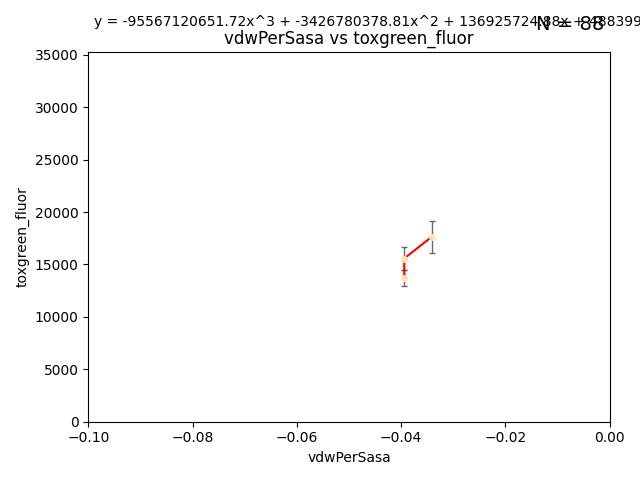 y = -95567120651.72x^3 + -3426780378.81x^2 + 136925724.88x +
N = 88
vdwPerSasa vs toxgreen_fluor
35000
30000
25000
20000
15000
10000
5000
0
toxgreen_fluor
−0.10
−0.08
−0.06
−0.04
−0.02
0.00
vdwPerSasa